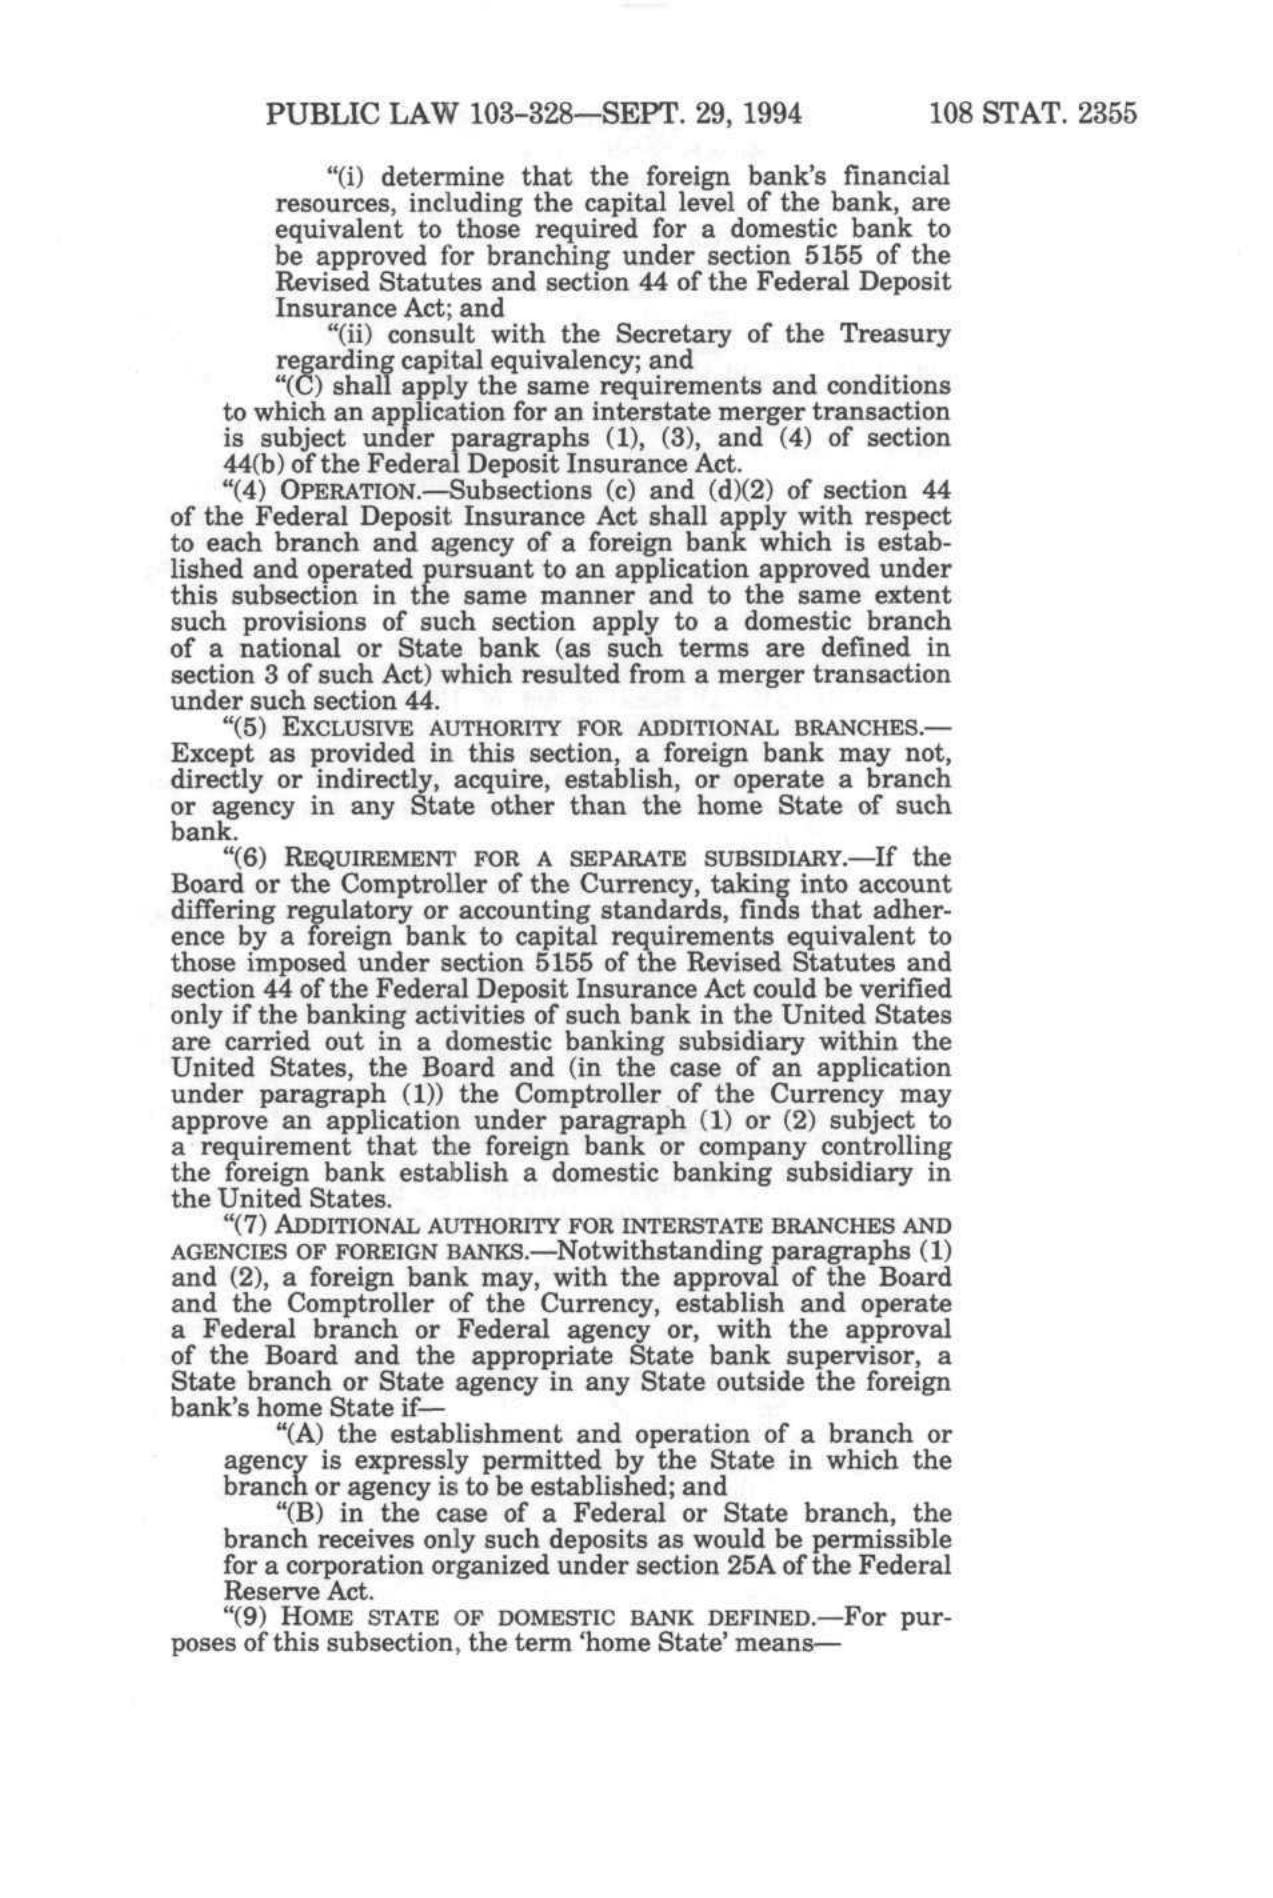 PUBLIC LAW 103-328—SEPT. 29, 1994 108 STAT. 2355
"(i) determine that the foreign bank's financial
resources, including the capital level of the bank, are
equivalent to those required for a domestic bank to
be approved for branching under section 5155 of the
Revised Statutes and section 44 of the Federal Deposit
Insurance Act; and
"(ii) consult with the Secretary of the Treasury
regarding capital equivalency; and
"(C) shall apply the same requirements and conditions
to which an application for an interstate merger transaction
is subject under paragraphs (1), (3), and (4) of section
44(b) of the Federal Deposit Insurance Act.
"(4) OPERATION.—Subsections (c) and (d)(2) of section 44
of the Federal Deposit Insurance Act shall apply with respect
to each branch and agency of a foreign bank which is estab-
lished and operated pursuant to an application approved under
this subsection in the same manner and to the same extent
such provisions of such section apply to a domestic branch
of a national or State bank (as such terms are defined in
section 3 of such Act) which resulted from a merger transaction
under such section 44.
"(5) EXCLUSIVE AUTHORITY FOR ADDITIONAL BRANCHES.—
Except as provided in this section, a foreign bank may not,
directly or indirectly, acquire, establish, or operate a branch
or agency in any State other than the home State of such
bank.
"(6) REQUIREMENT FOR A SEPARATE SUBSIDIARY.—If the
Board or the Comptroller of the Currency, taking into account
differing regulatory or accounting standards, finds that adher-
ence by a foreign bank to capital requirements equivalent to
those imposed under section 5155 of the Revised Statutes and
section 44 of the Federal Deposit Insurance Act could be verified
only if the banking activities of such bank in the United States
are carried out in a domestic banking subsidiary within the
United States, the Board and (in the case of an application
under paragraph (1)) the Comptroller of the Currency may
approve an application under paragraph (1) or (2) subject to
a requirement that the foreign bank or company controlling
the foreign bank establish a domestic banking subsidiary in
the United States.
"(7) ADDITIONAL AUTHORITY FOR INTERSTATE BRANCHES AND
AGENCIES OF FOREIGN BANKS.—Notwithstanding paragraphs (1)
and (2), a foreign bank may, with the approval of the Board
and the Comptroller of the Currency, establish and operate
a Federal branch or Federal agency or, with the approval
of the Board and the appropriate State bank supervisor, a
State branch or State agency in any State outside the foreign
bank's home State if—
"(A) the establishment and operation of a branch or
agency is expressly permitted by the State in which the
branch or agency is to be established; and
"(B) in the case of a Federal or State branch, the
branch receives only such deposits as would be permissible
for a corporation organized under section 25A of the Federal
Reserve Act.
"(9) HOME STATE OF DOMESTIC BANK DEFINED.—For pur-
poses of this subsection, the term 'home State' means—